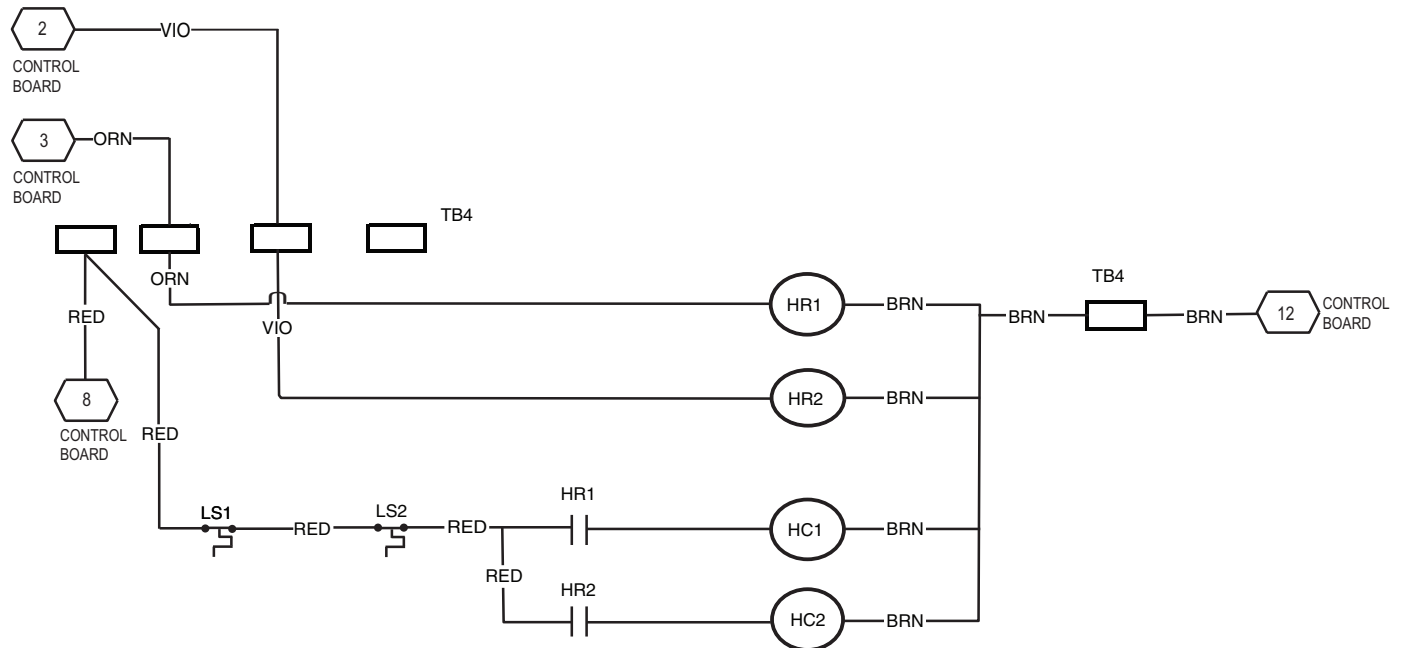 2
VIO
CONTROL
BOARD
3
ORN
CONTROL
BOARD
TB4
ORN
TB4
RED
VIO
HR1
BRN
BRN
BRN
12
CONTROL
BOARD
8
HR2
BRN
CONTROL
BOARD
RED
LS1
RED
LS2
RED
HR1
HC1
BRN
RED
HR2
HC2
BRN